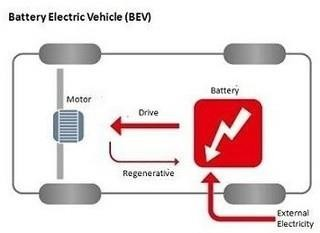 Battery Electric Vehicle (BEV)
Motor
Drive
Battery
Regenerative
External
Electricity